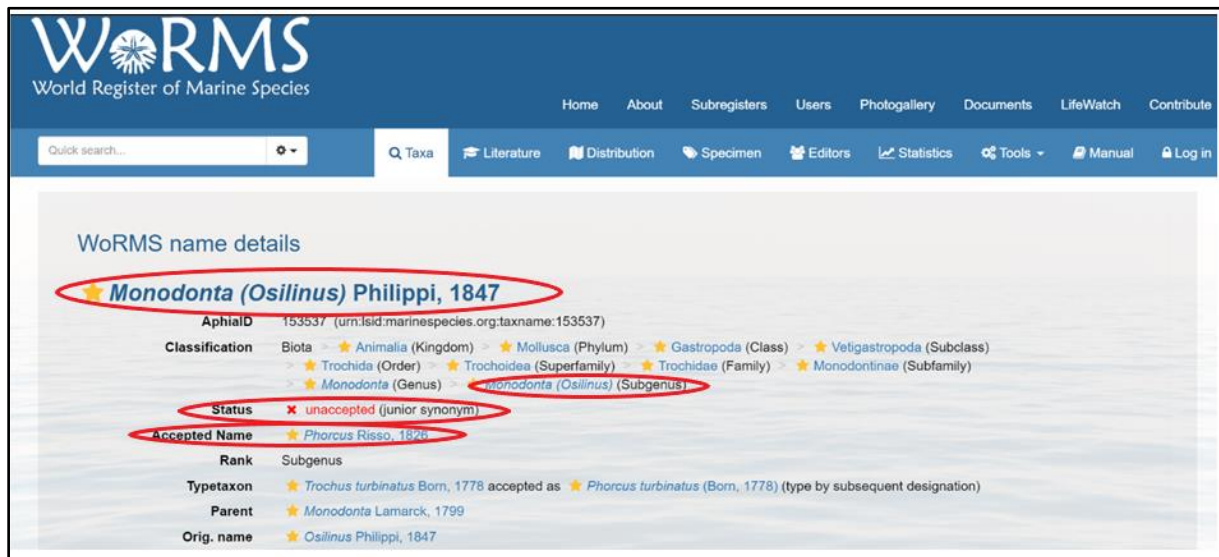 WoRMS
World Register of Marine Species
Home About Subregisters Users Photogallery Documents LifeWatch Contribute
Quick search... Taxa Literature Distribution Specimen Editors Statistics Tools Manual Log in
WoRMS name details
Monodonta (Osilinus) Philippi, 1847
AphiaID 153537 (urn:lsid:marinespecies.org:taxname:153537)
Classification Biota > Animalia (Kingdom) > Mollusca (Phylum) > Gastropoda (Class) > Vetigastropoda (Subclass)
> Trochida (Order) > Trochoidea (Superfamily) > Trochidae (Family) > Monodontinae (Subfamily)
> Monodonta (Genus) > Monodonta (Osilinus) (Subgenus)
Status unaccepted (junior synonym)
Accepted Name Phorcus Risso, 1826
Rank Subgenus
Typetaxon Trochus turbinatus Born, 1778 accepted as Phorcus turbinatus (Born, 1778) (type by subsequent designation)
Parent Monodonta Lamarck, 1799
Orig. name Osilinus Philippi, 1847